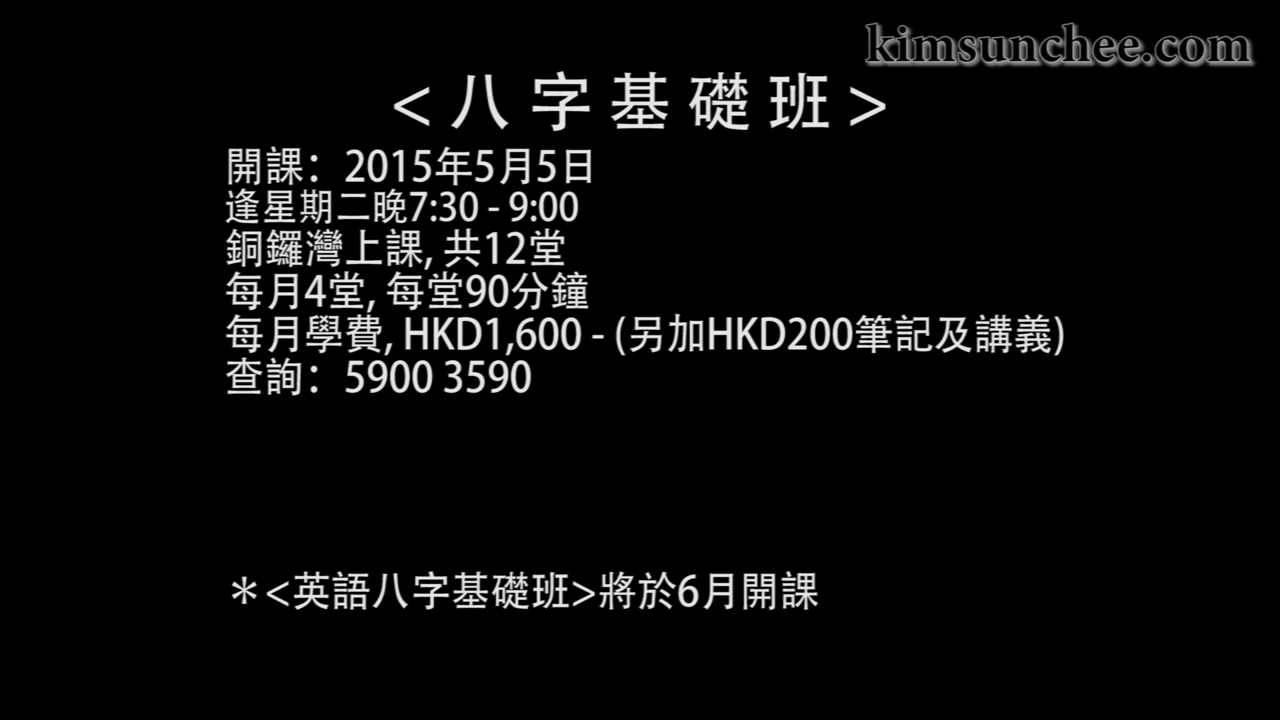 kimsunchee.com
<八字基礎班>
開課：2015年5月5日
逢星期二晚7:30 - 9:00
銅鑼灣上課, 共12堂
每月4堂, 每堂90分鐘
每月學費, HKD1,600 - (另加HKD200筆記及講義)
查詢：5900 3590
＊<英語八字基礎班>將於6月開課